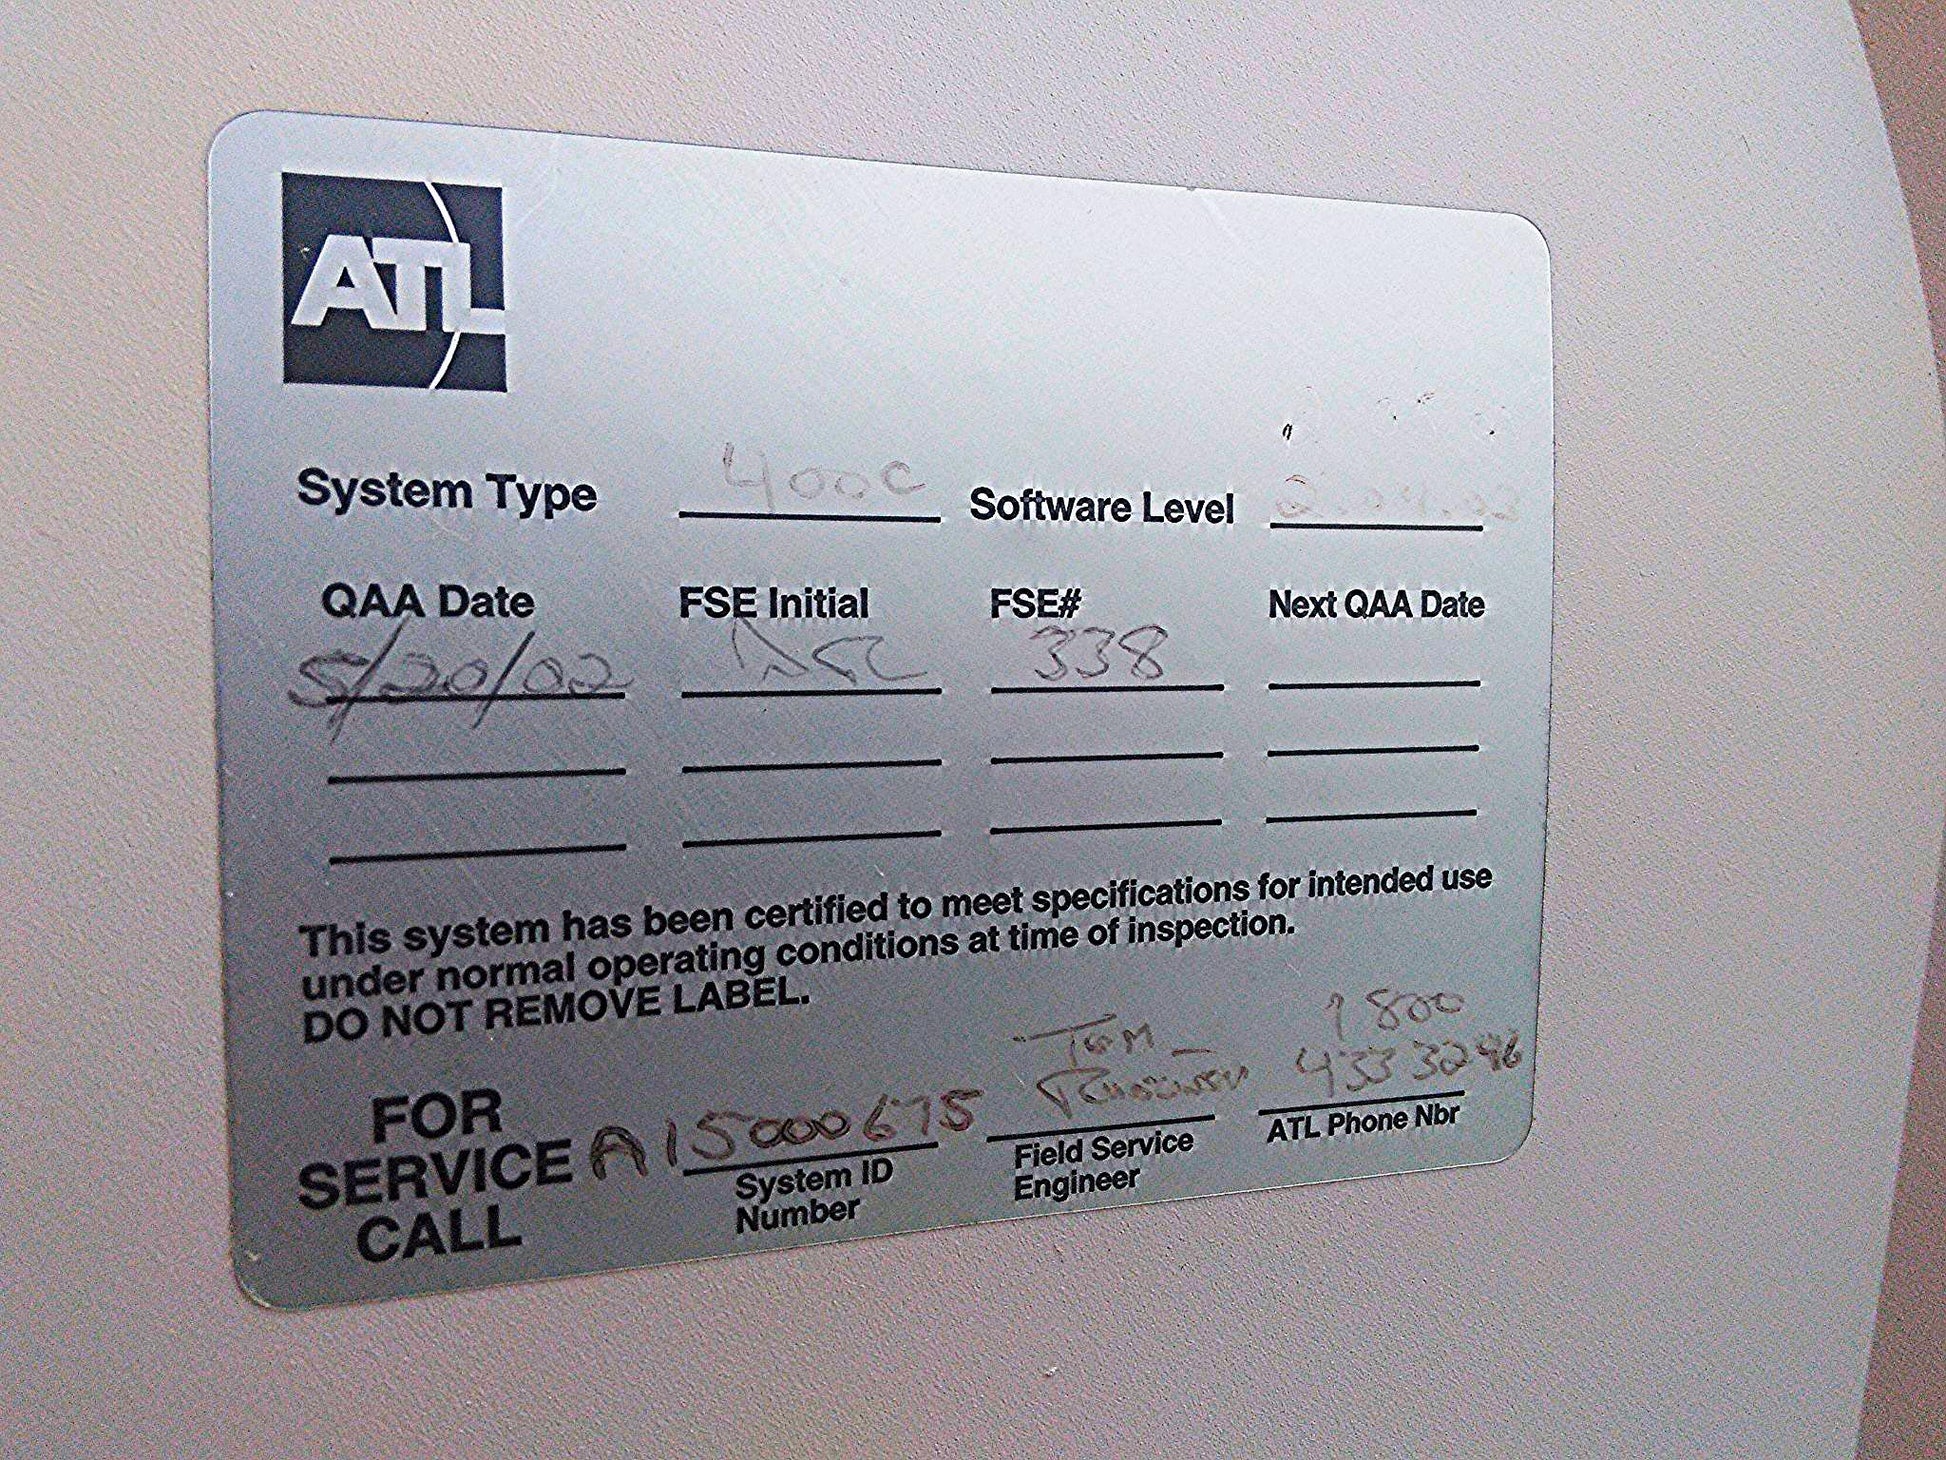 ATL
System Type 400C Software Level
QAA Date FSE Initial FSE# Next QAA Date
5/20/02 338
This system has been certified to meet specifications for intended use
under normal operating conditions at time of inspection.
DO NOT REMOVE LABEL.
FOR
SERVICE
CALL
A15000675
System ID
Number
Tom
Field Service
Engineer
1 800
433 3246
ATL Phone Nbr